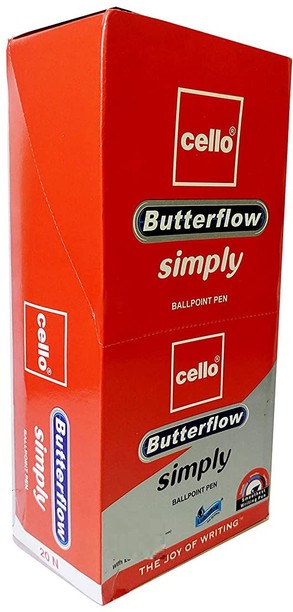 cello®
Butterflow
simply
BALLPOINT PEN
cello®
Butterflow
simply
BALLPOINT PEN
THE JOY OF WRITING™
cello®
Butterflow
simply
BALLPOINT PEN
20 N